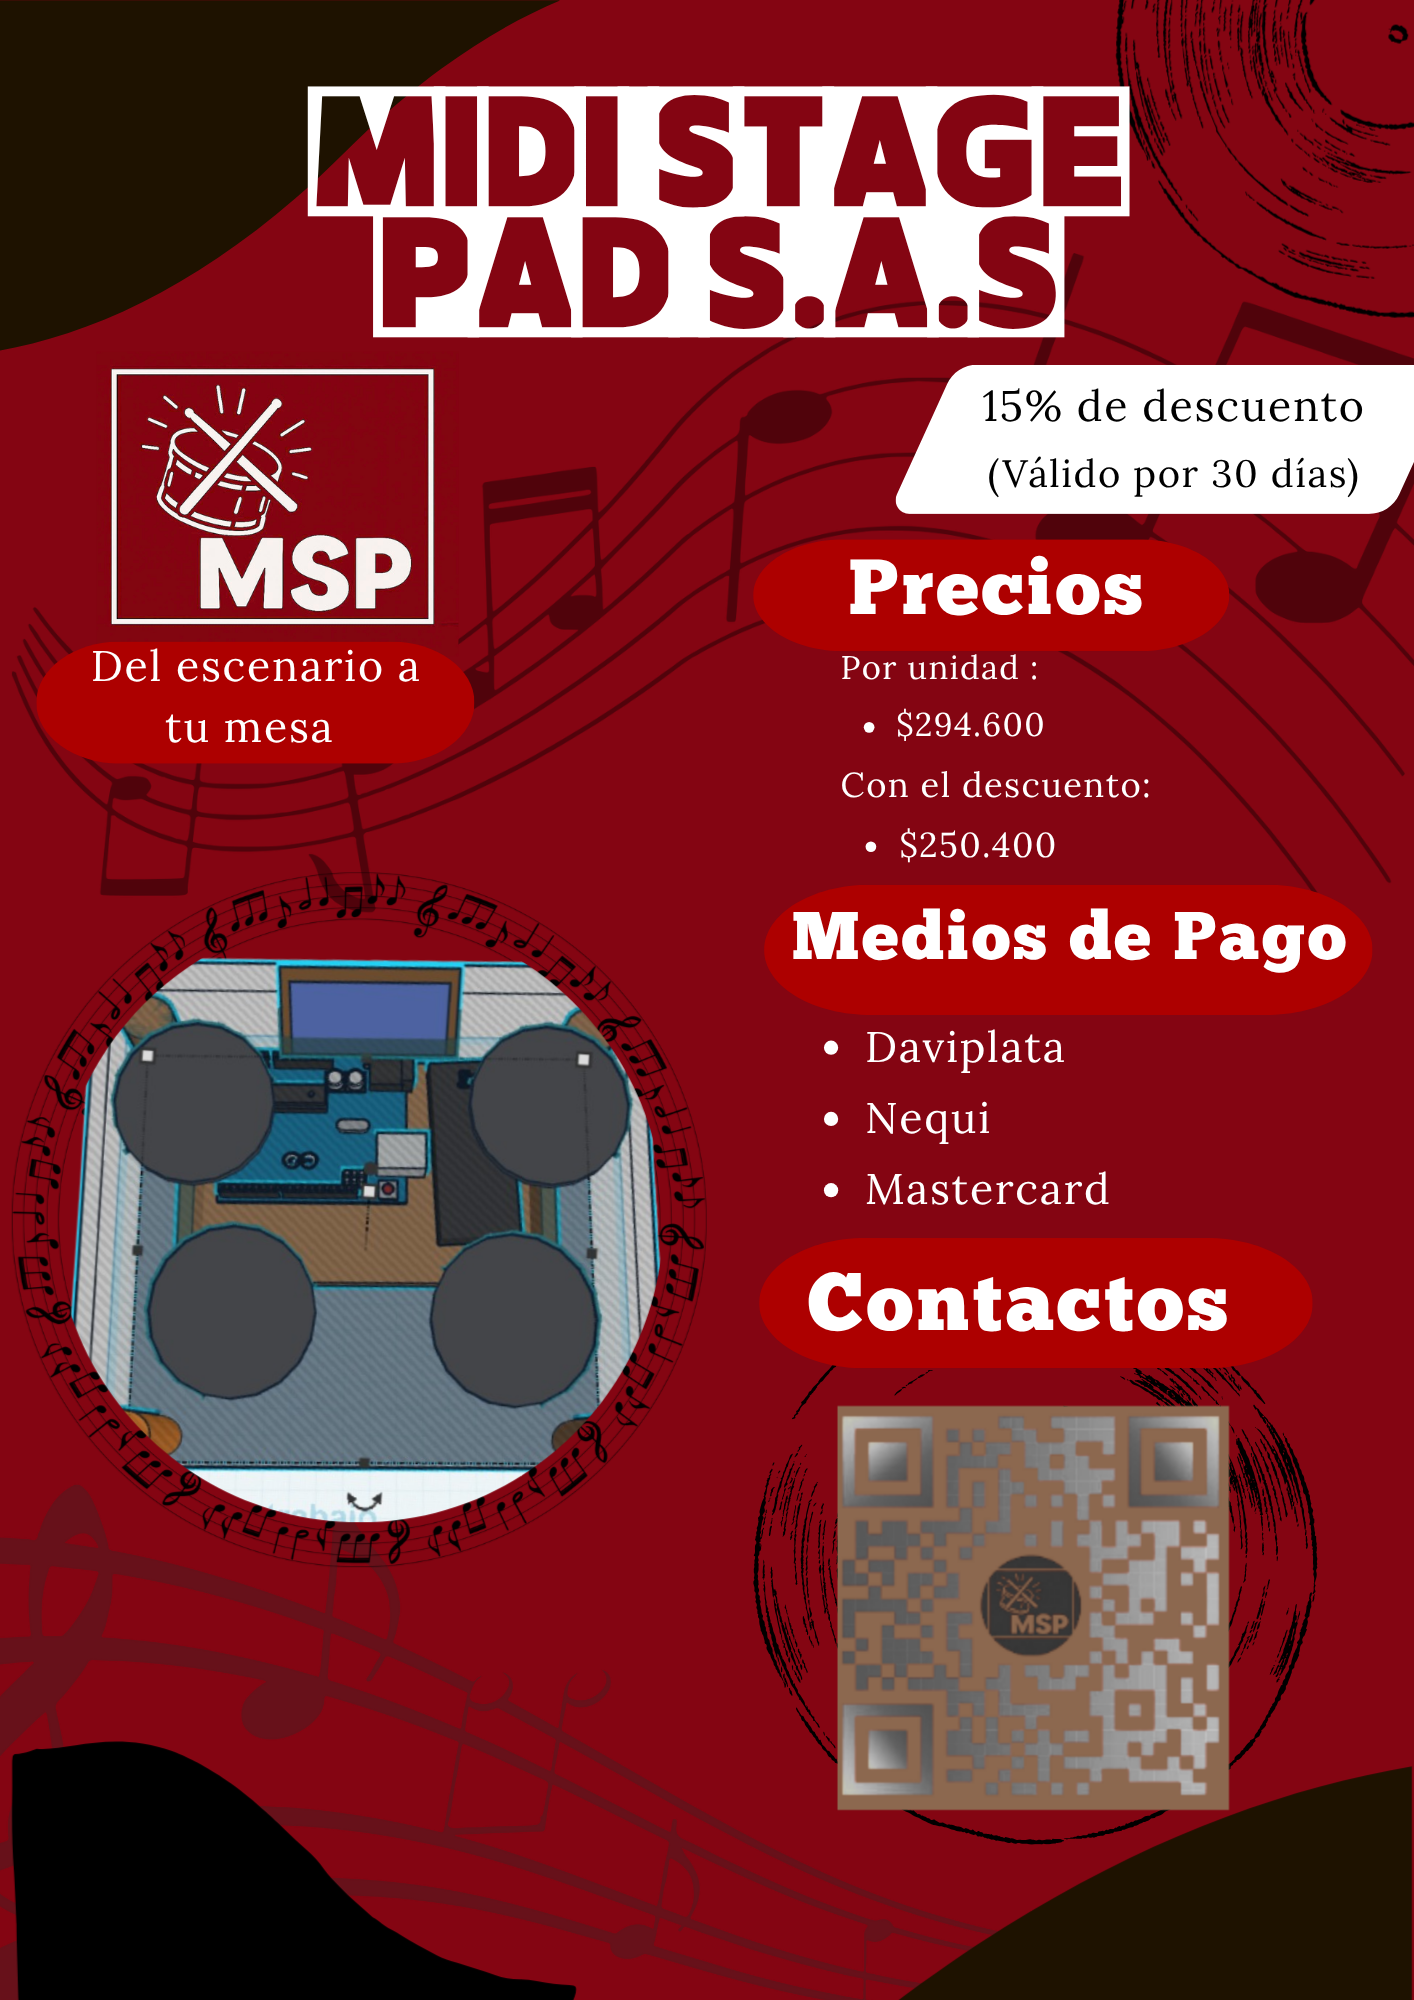 MIDI STAGE
PAD S.A.S
MSP
Del escenario a
tu mesa
15% de descuento
(Válido por 30 días)
Precios
Por unidad :
• $294.600
Con el descuento:
• $250.400
Medios de Pago
• Daviplata
• Nequi
• Mastercard
Contactos
MSP